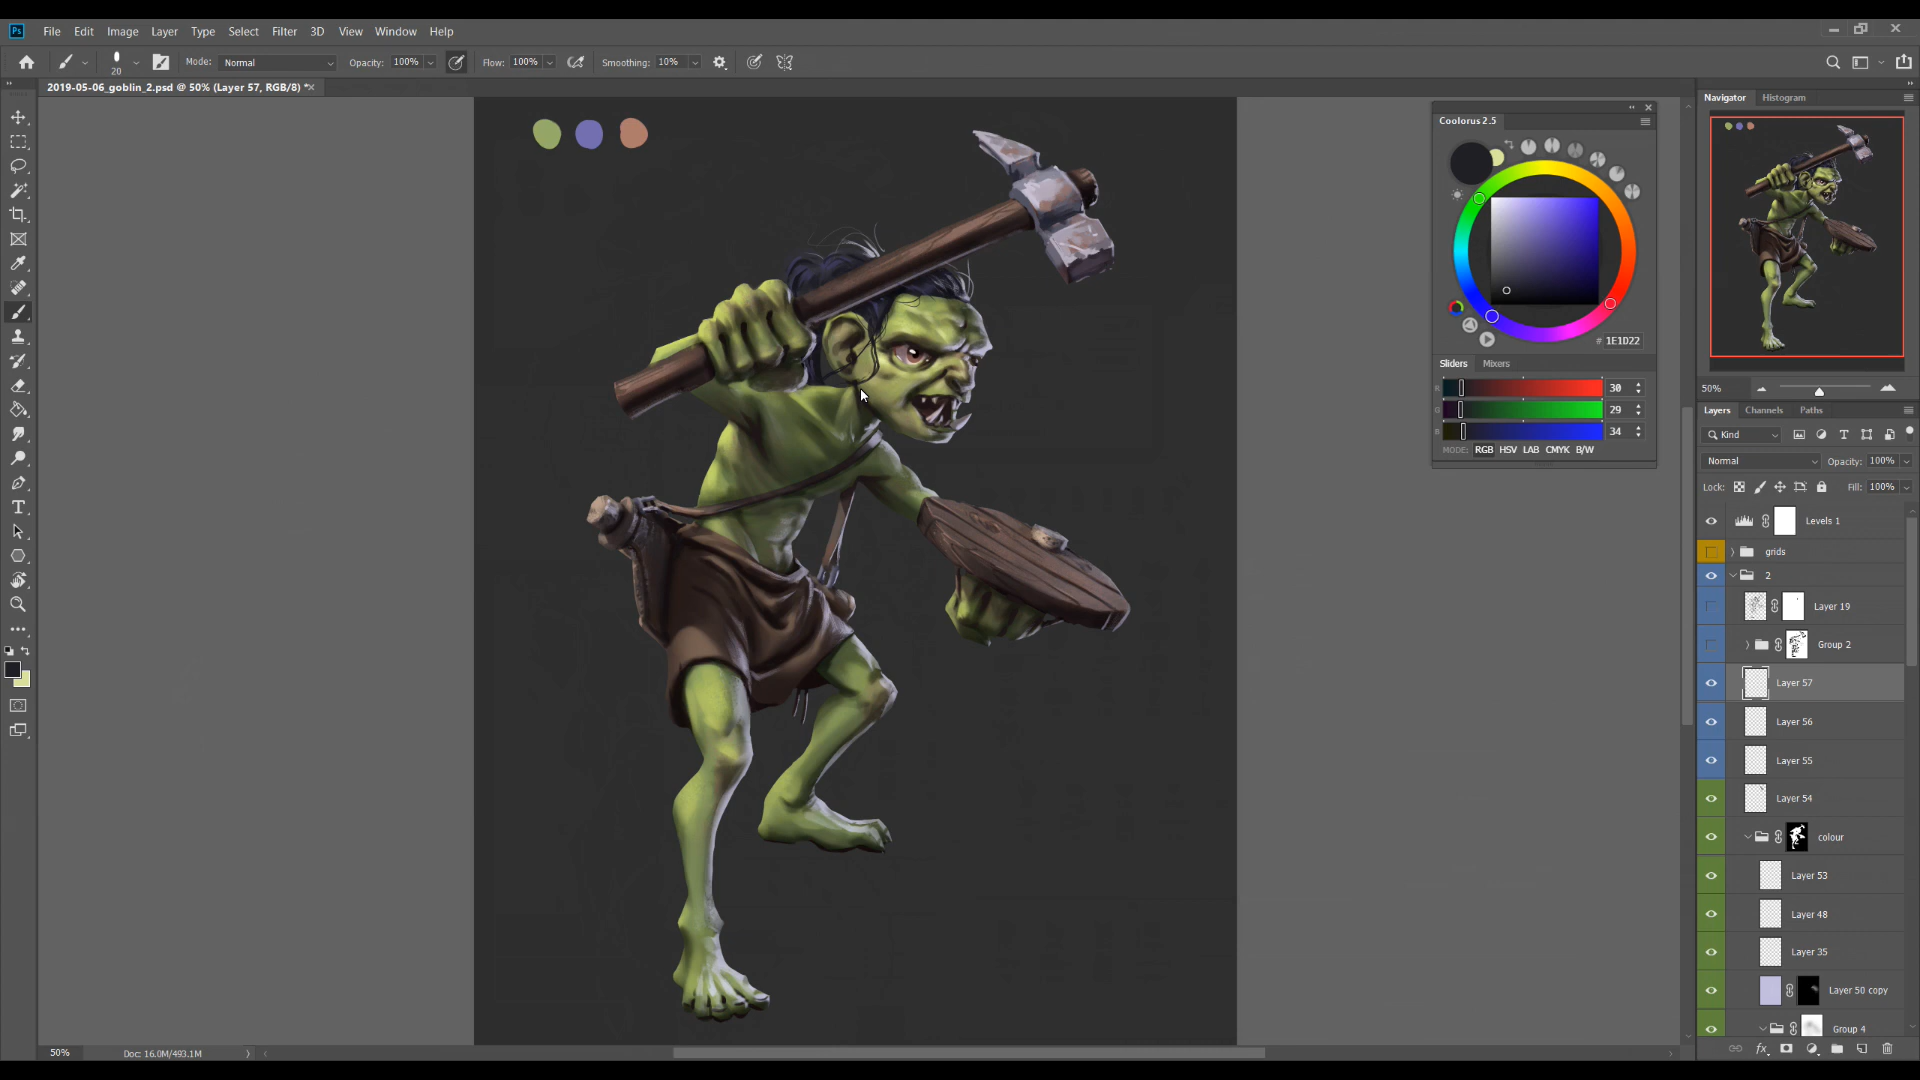 Ps File Edit Image Layer Type Select Filter 3D View Window Help
20 Mode: Normal Opacity: 100% Flow: 100% Smoothing: 10%
2019-05-06_goblin_2.psd @ 50% (Layer 57, RGB/8) *
Navigator Histogram
Coolorus 2.5
# 1E1D22
Sliders Mixers
R 30
G 29
B 34
MODE: RGB HSV LAB CMYK B/W
50%
Layers Channels Paths
Kind
Normal Opacity: 100%
Lock: Fill: 100%
Levels 1
grids
2
Layer 19
Group 2
Layer 57
Layer 56
Layer 55
Layer 54
colour
Layer 53
Layer 48
Layer 35
Layer 50 copy
Group 4
fx
50% Doc: 16.0M/493.1M